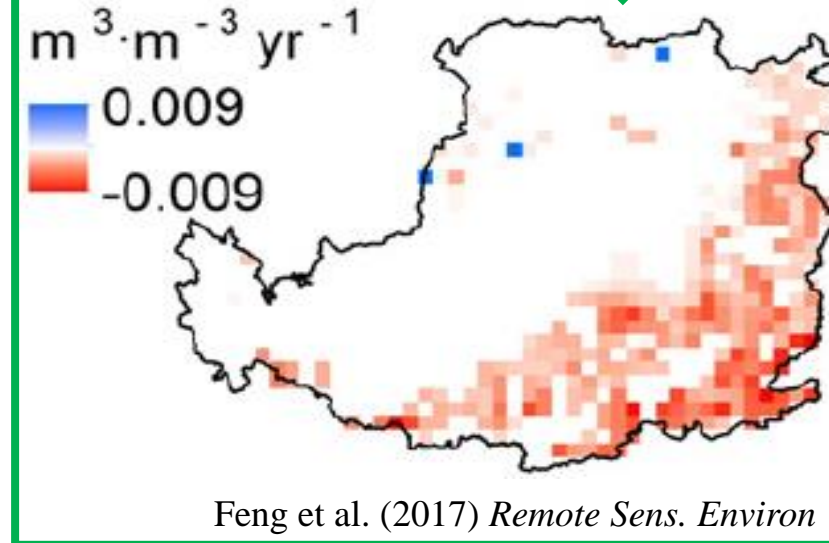 m ³·m ⁻³ yr ⁻¹
0.009
-0.009
Feng et al. (2017) Remote Sens. Environ